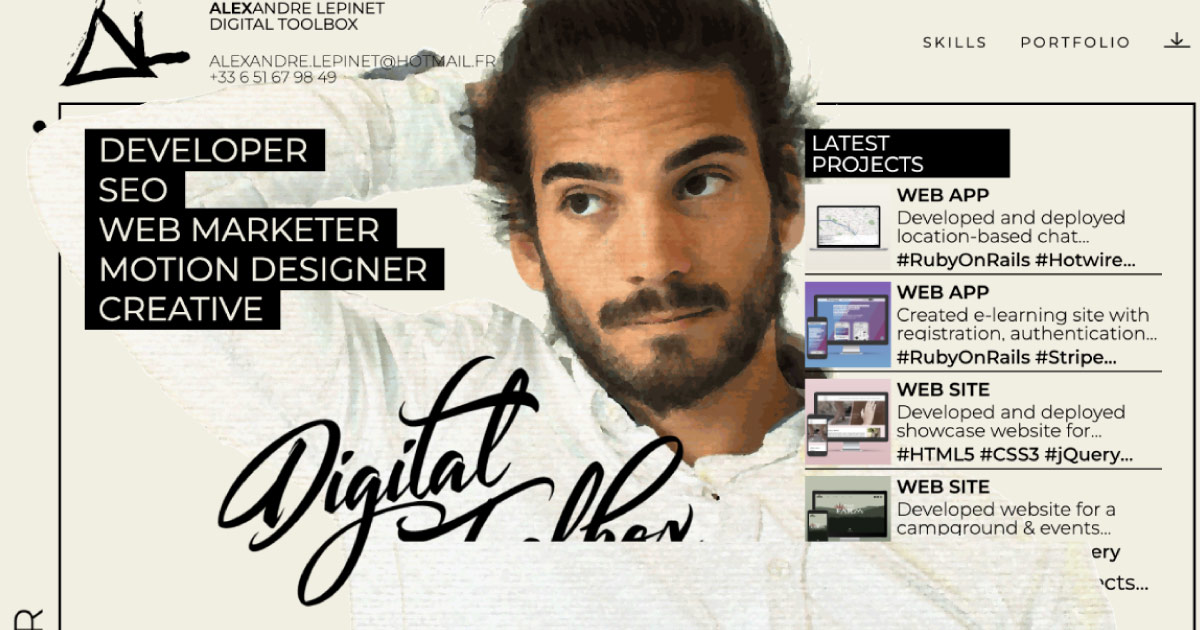 ALEXANDRE LEPINET
DIGITAL TOOLBOX
ALEXANDRE.LEPINET@HOTMAIL.FR
+33 6 51 67 98 49
SKILLS PORTFOLIO
DEVELOPER
SEO
WEB MARKETER
MOTION DESIGNER
CREATIVE
Digital
LATEST
PROJECTS
WEB APP
Developed and deployed
location-based chat...
#RubyOnRails #Hotwire...
WEB APP
Created e-learning site with
registration, authentication...
#RubyOnRails #Stripe...
WEB SITE
Developed and deployed
showcase website for...
#HTML5 #CSS3 #jQuery...
WEB SITE
Developed website for a
campground & events...
ery
cts...
R